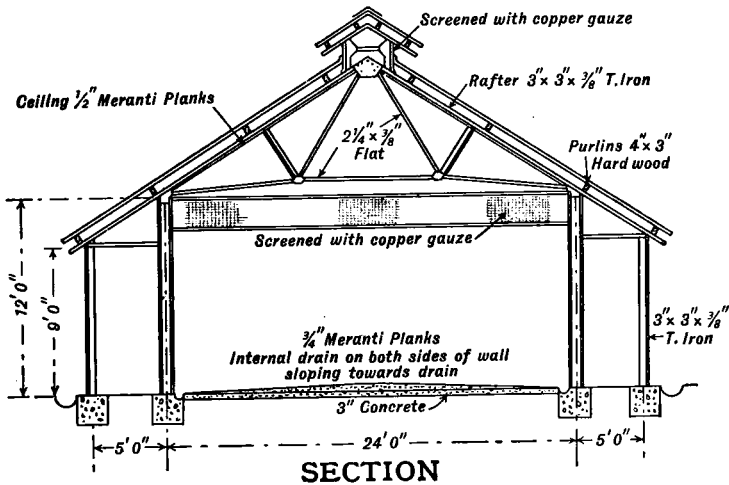 Screened with copper gauze
Rafter 3"× 3"× 3/8" T.Iron
Ceiling 1/2" Meranti Planks
2 1/4"× 3/8"
Flat
Purlins 4"× 3"
Hard wood
Screened with copper gauze
12'0"
9'0"
3/4" Meranti Planks
Internal drain on both sides of wall
sloping towards drain
3"× 3"× 3/8"
T. Iron
3" Concrete
5'0"
24'0"
5'0"
SECTION